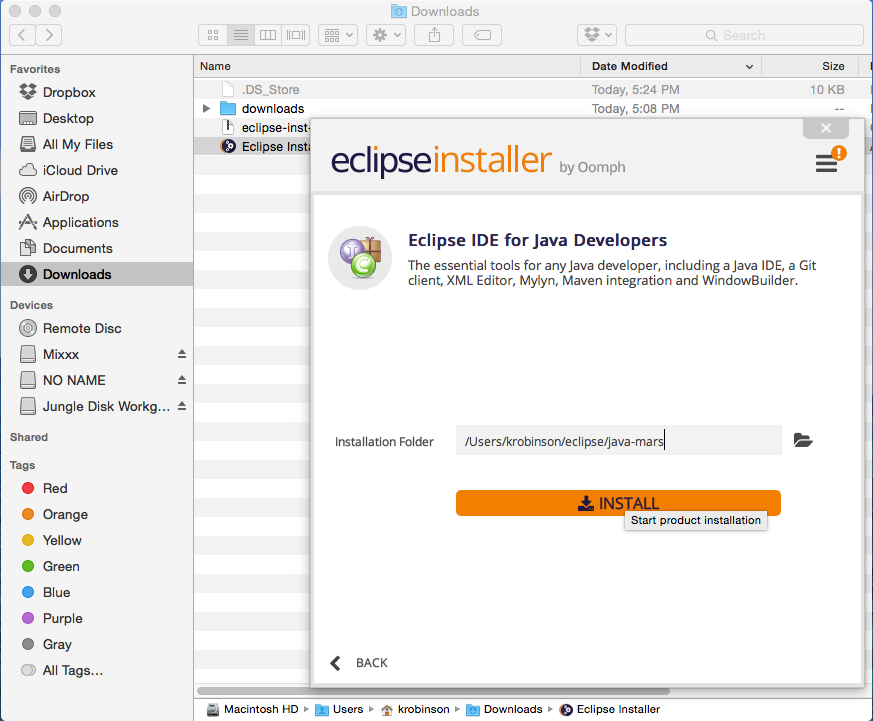 Downloads
Search
Favorites
Dropbox
Desktop
All My Files
iCloud Drive
AirDrop
Applications
Documents
Downloads
Devices
Remote Disc
Mixxx
NO NAME
Jungle Disk Workg...
Shared
Tags
Red
Orange
Yellow
Green
Blue
Purple
Gray
All Tags...
Name Date Modified Size
.DS_Store Today, 5:24 PM 10 KB
downloads Today, 5:08 PM --
eclipse-inst-
Eclipse Insta
eclipseinstaller by Oomph
Eclipse IDE for Java Developers
The essential tools for any Java developer, including a Java IDE, a Git
client, XML Editor, Mylyn, Maven integration and WindowBuilder.
Installation Folder /Users/krobinson/eclipse/java-mars
INSTALL
Start product installation
BACK
Macintosh HD Users krobinson Downloads Eclipse Installer